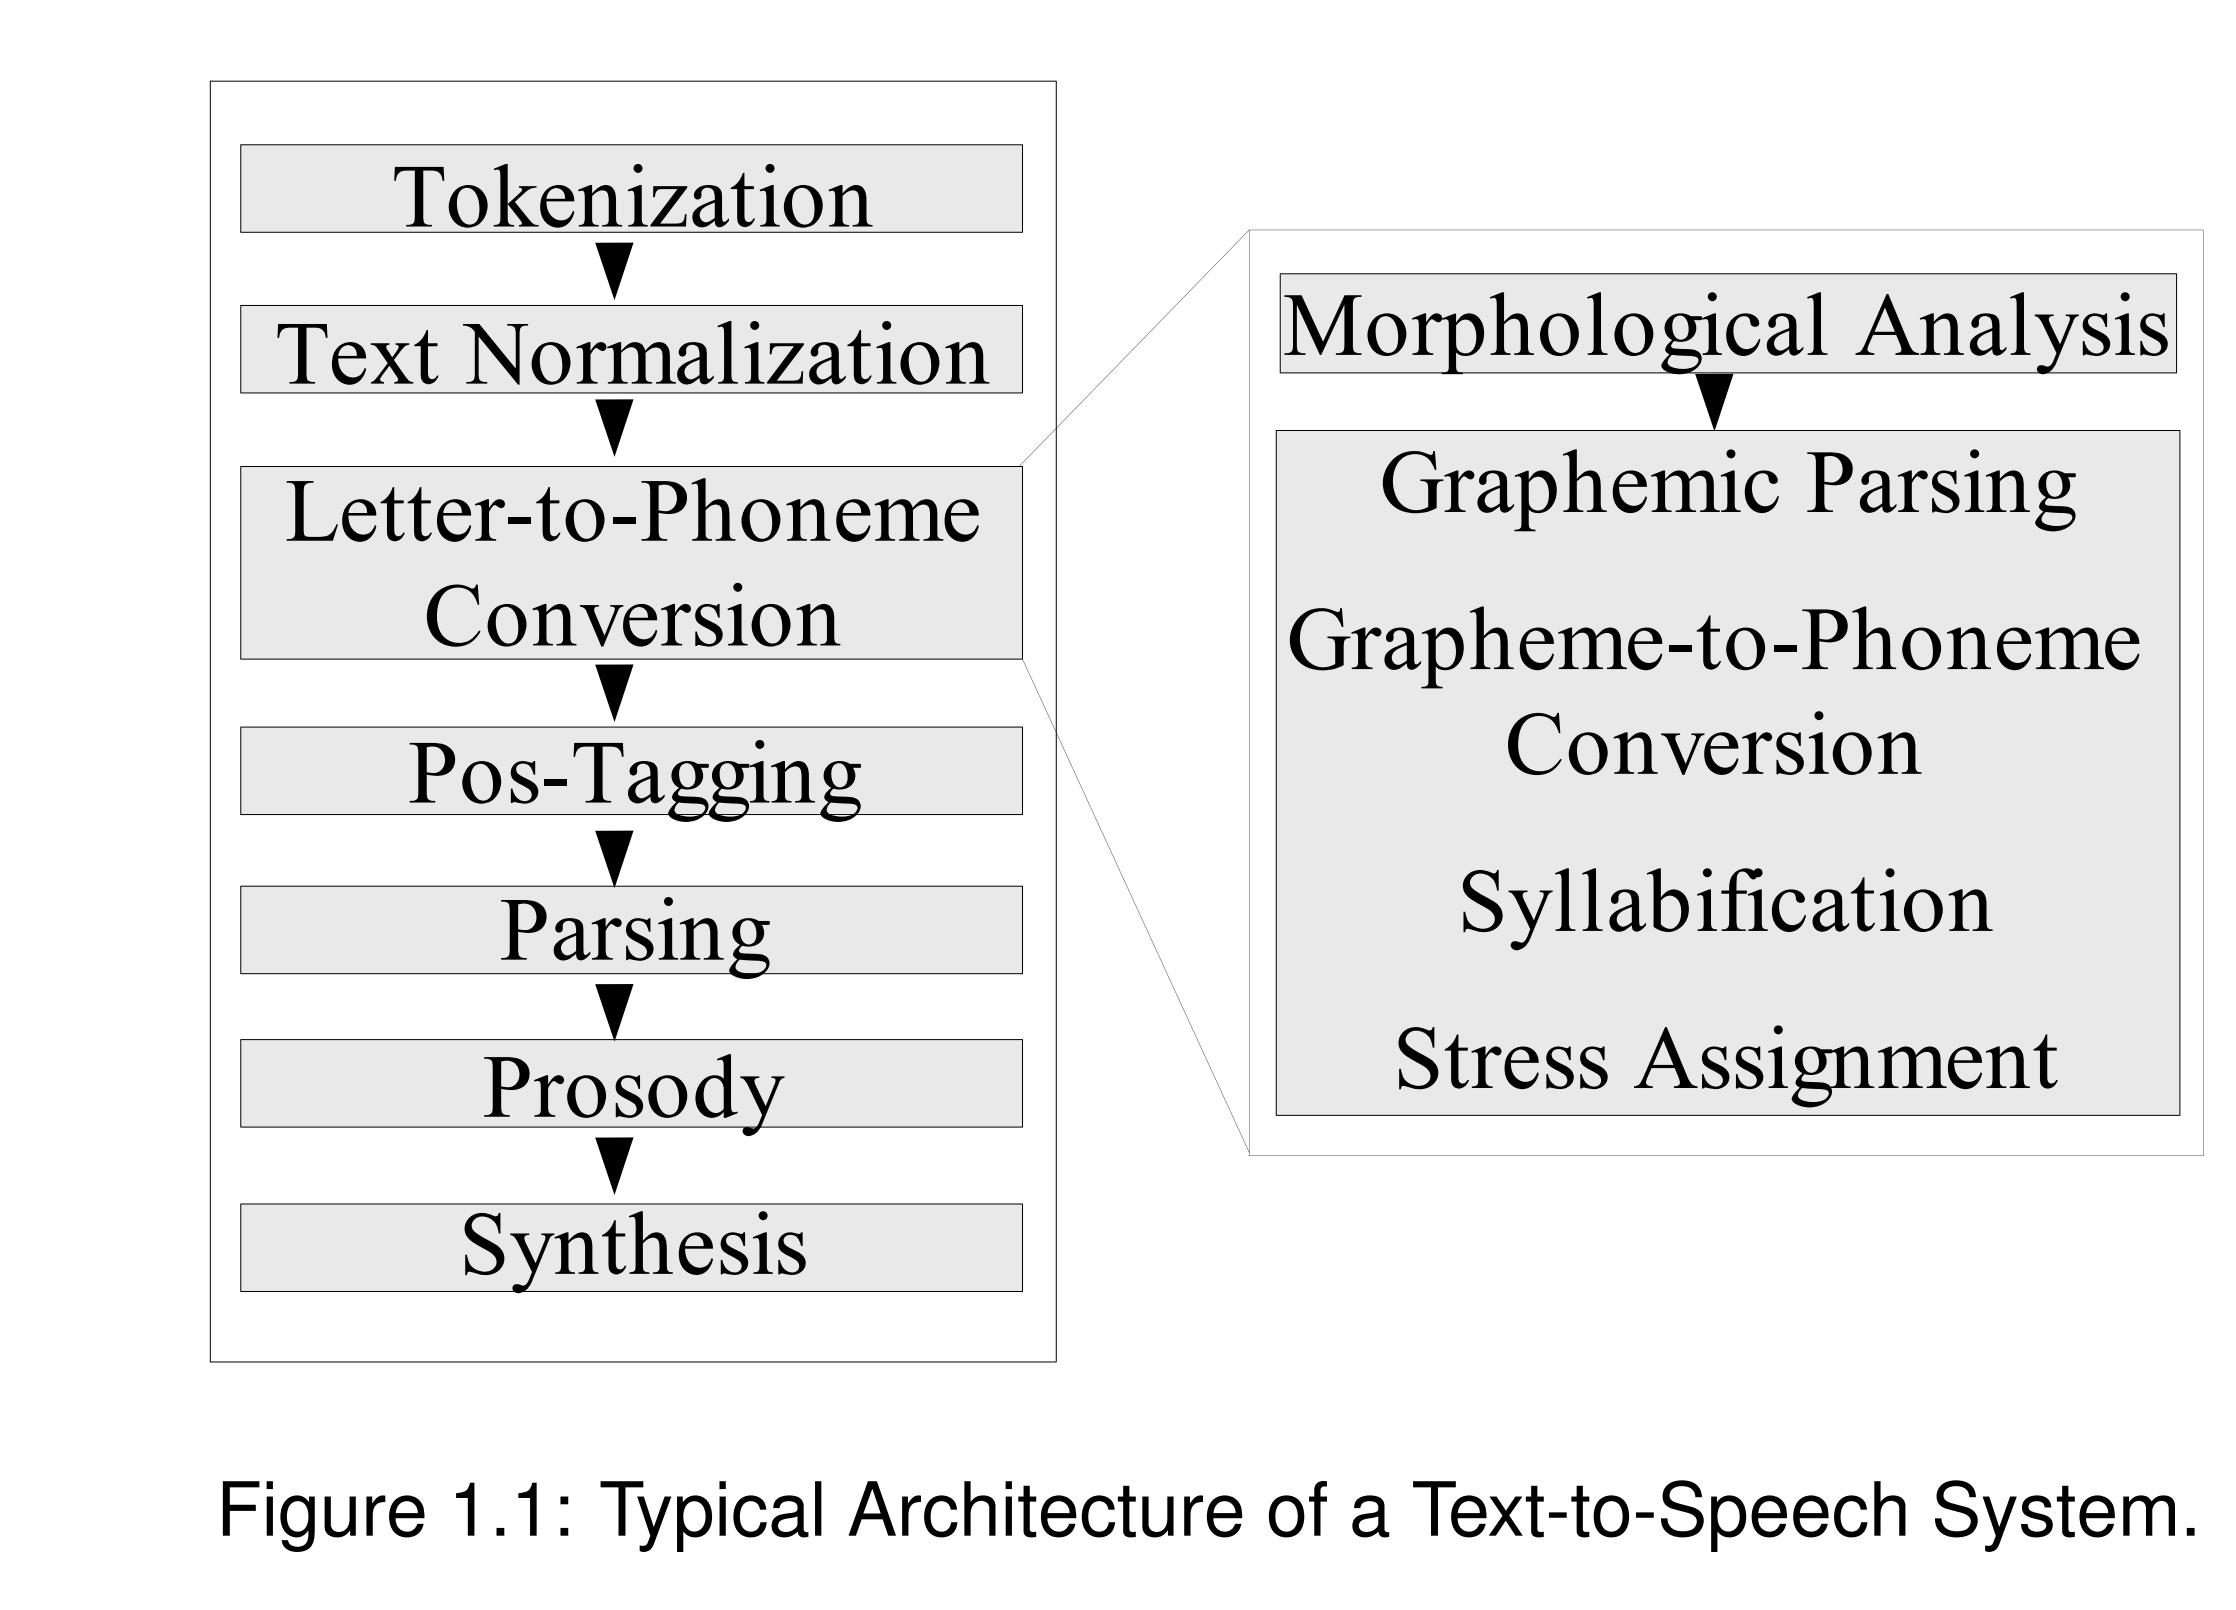 Tokenization
Text Normalization
Letter-to-Phoneme
Conversion
Pos-Tagging
Parsing
Prosody
Synthesis
Morphological Analysis
Graphemic Parsing
Grapheme-to-Phoneme
Conversion
Syllabification
Stress Assignment
Figure 1.1: Typical Architecture of a Text-to-Speech System.